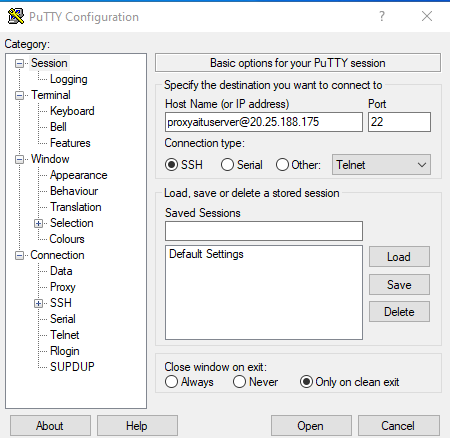 PuTTY Configuration
?
Category:
Session
Logging
Terminal
Keyboard
Bell
Features
Window
Appearance
Behaviour
Translation
Selection
Colours
Connection
Data
Proxy
SSH
Serial
Telnet
Rlogin
SUPDUP
Basic options for your PuTTY session
Specify the destination you want to connect to
Host Name (or IP address) Port
proxyaituserver@20.25.188.175 22
Connection type:
SSH Serial Other: Telnet
Load, save or delete a stored session
Saved Sessions
Default Settings
Load
Save
Delete
Close window on exit:
Always Never Only on clean exit
About Help Open Cancel